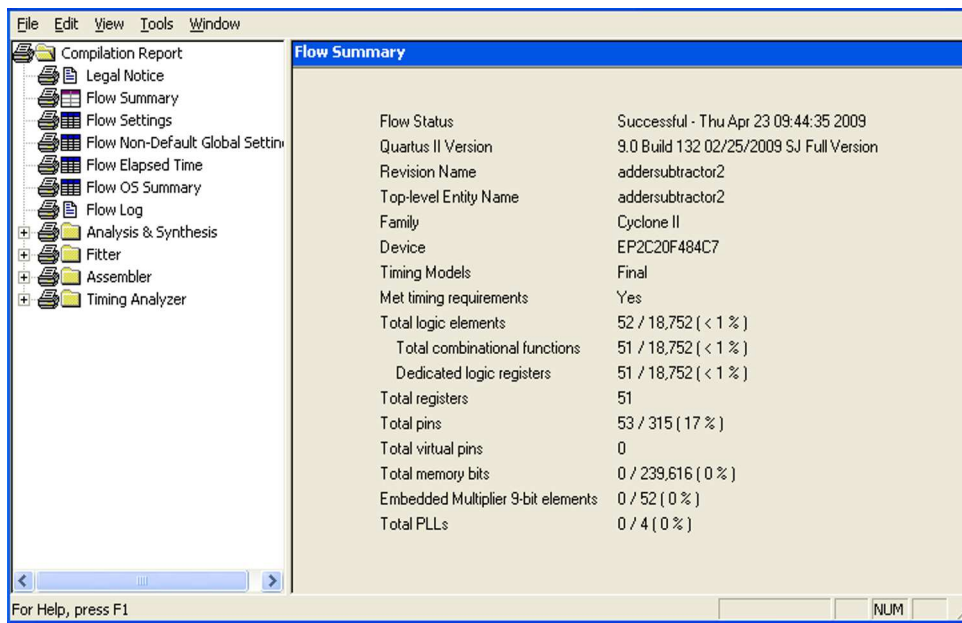 File Edit View Tools Window
Compilation Report
Legal Notice
Flow Summary
Flow Settings
Flow Non-Default Global Settin
Flow Elapsed Time
Flow OS Summary
Flow Log
Analysis & Synthesis
Fitter
Assembler
Timing Analyzer
Flow Summary
Flow Status Successful - Thu Apr 23 09:44:35 2009
Quartus II Version 9.0 Build 132 02/25/2009 SJ Full Version
Revision Name addersubtractor2
Top-level Entity Name addersubtractor2
Family Cyclone II
Device EP2C20F484C7
Timing Models Final
Met timing requirements Yes
Total logic elements 52 / 18,752 ( < 1 % )
Total combinational functions 51 / 18,752 ( < 1 % )
Dedicated logic registers 51 / 18,752 ( < 1 % )
Total registers 51
Total pins 53 / 315 ( 17 % )
Total virtual pins 0
Total memory bits 0 / 239,616 ( 0 % )
Embedded Multiplier 9-bit elements 0 / 52 ( 0 % )
Total PLLs 0 / 4 ( 0 % )
For Help, press F1 NUM